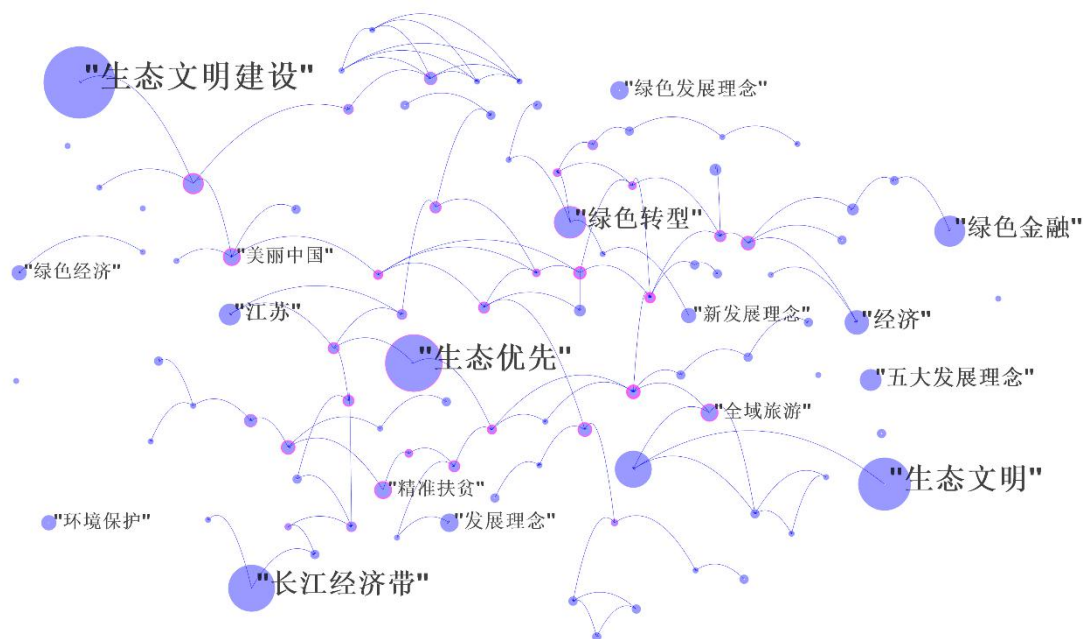 "生态文明建设"
"绿色发展理念"
"绿色转型"
"绿色金融"
"美丽中国"
"绿色经济"
"江苏"
"新发展理念"
"经济"
"生态优先"
"五大发展理念"
"全域旅游"
"生态文明"
"精准扶贫"
"环境保护"
"发展理念"
"长江经济带"